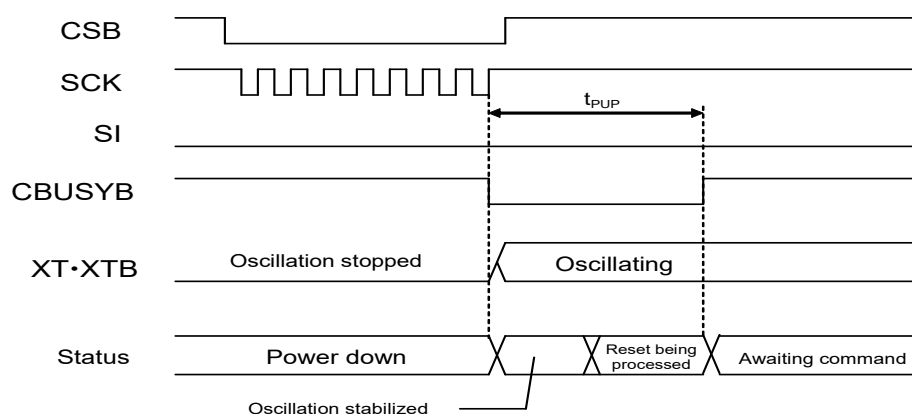 CSB
SCK
tPUP
SI
CBUSYB
XT•XTB
Oscillation stopped
Oscillating
Status
Power down
Reset being
processed
Awaiting command
Oscillation stabilized